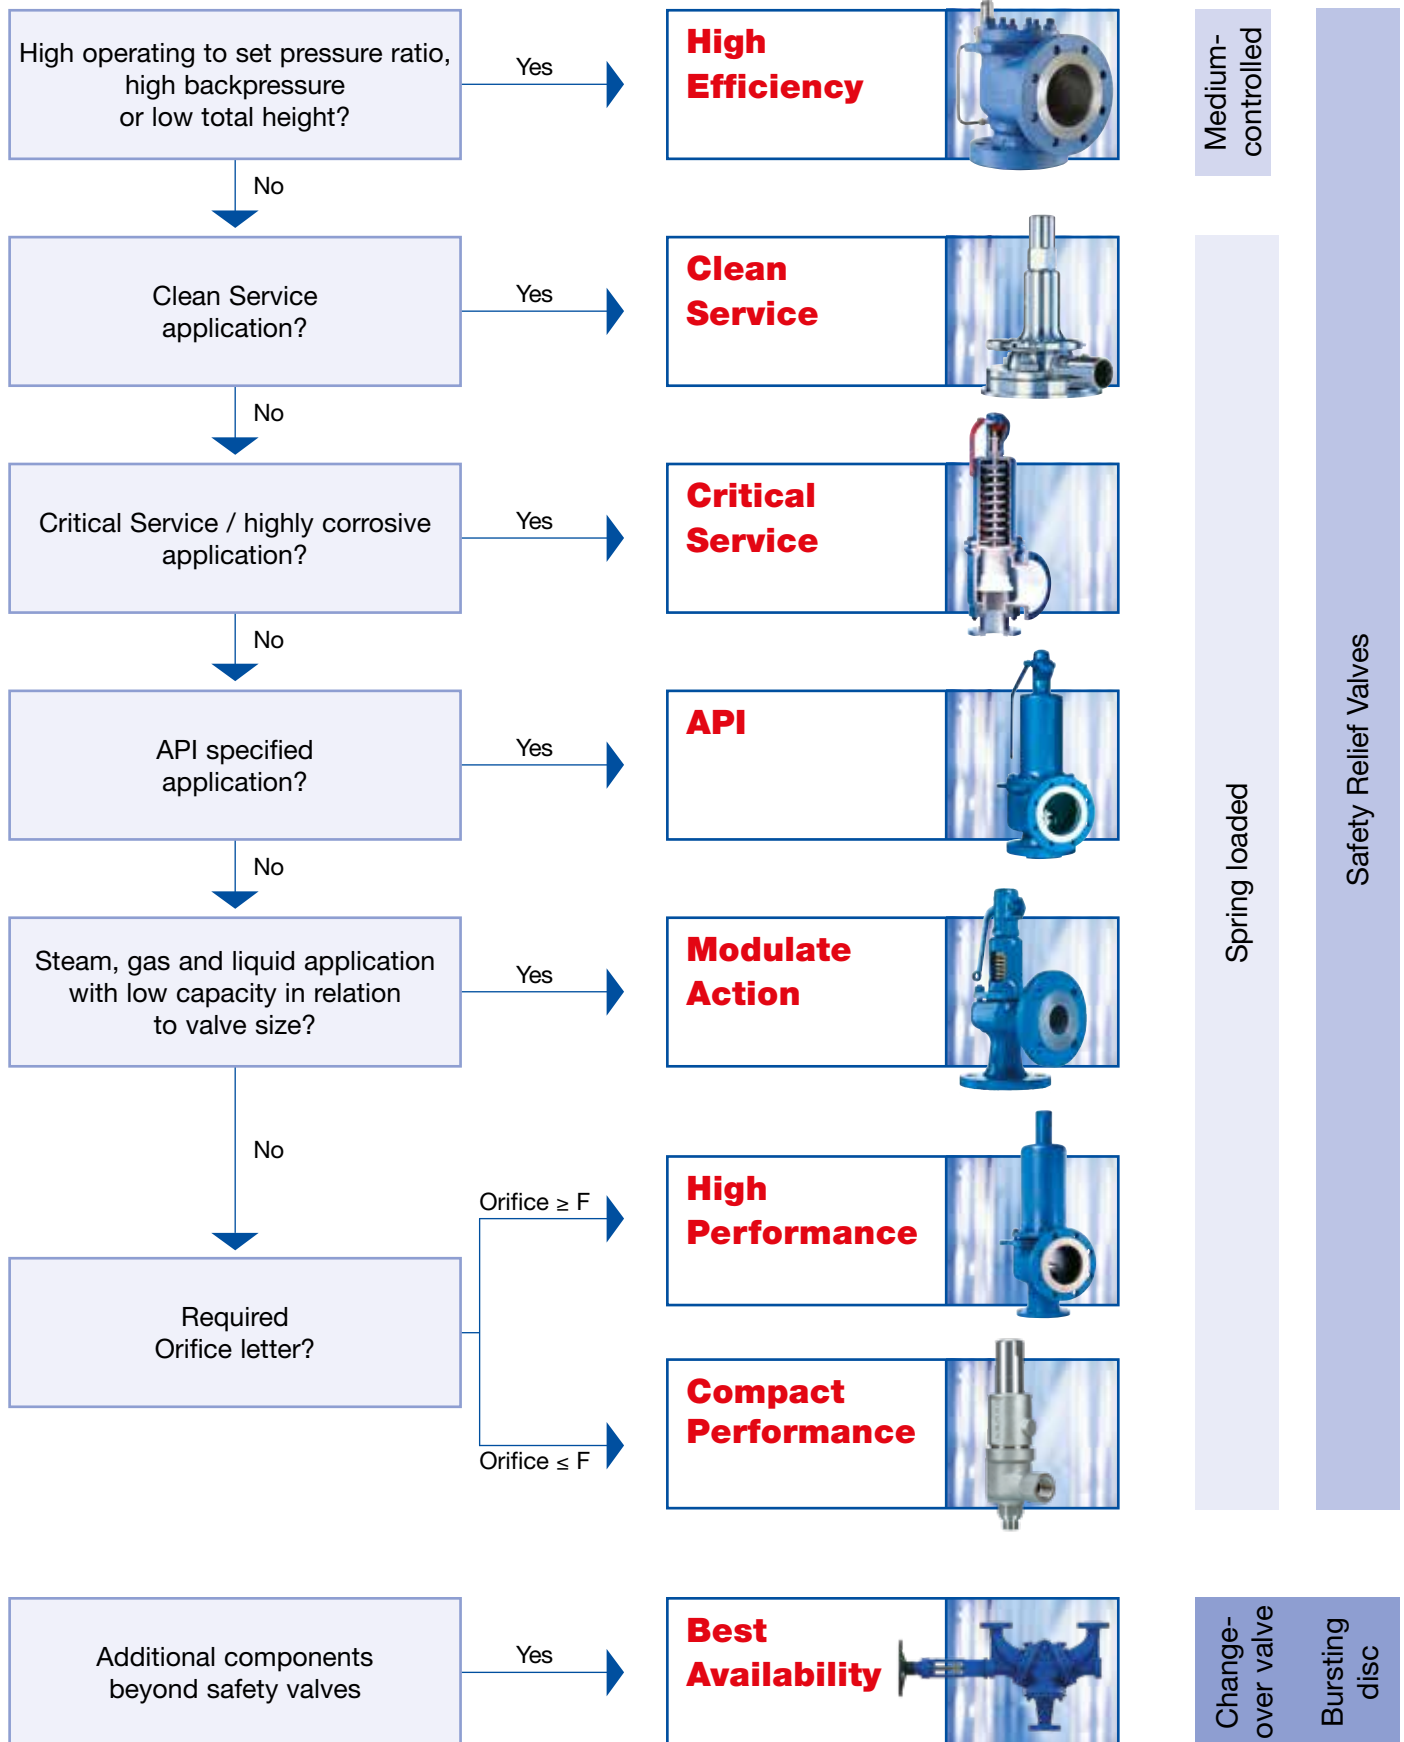 High operating to set pressure ratio,
high backpressure
or low total height?
Yes
High
Efficiency
Medium-
controlled
No
Clean Service
application?
Yes
Clean
Service
No
Critical Service / highly corrosive
application?
Yes
Critical
Service
No
API specified
application?
Yes
API
No
Steam, gas and liquid application
with low capacity in relation
to valve size?
Yes
Modulate
Action
Spring loaded
Safety Relief Valves
No
Orifice ≥ F
High
Performance
Required
Orifice letter?
Orifice ≤ F
Compact
Performance
Additional components
beyond safety valves
Yes
Best
Availability
Change-
over valve
Bursting
disc